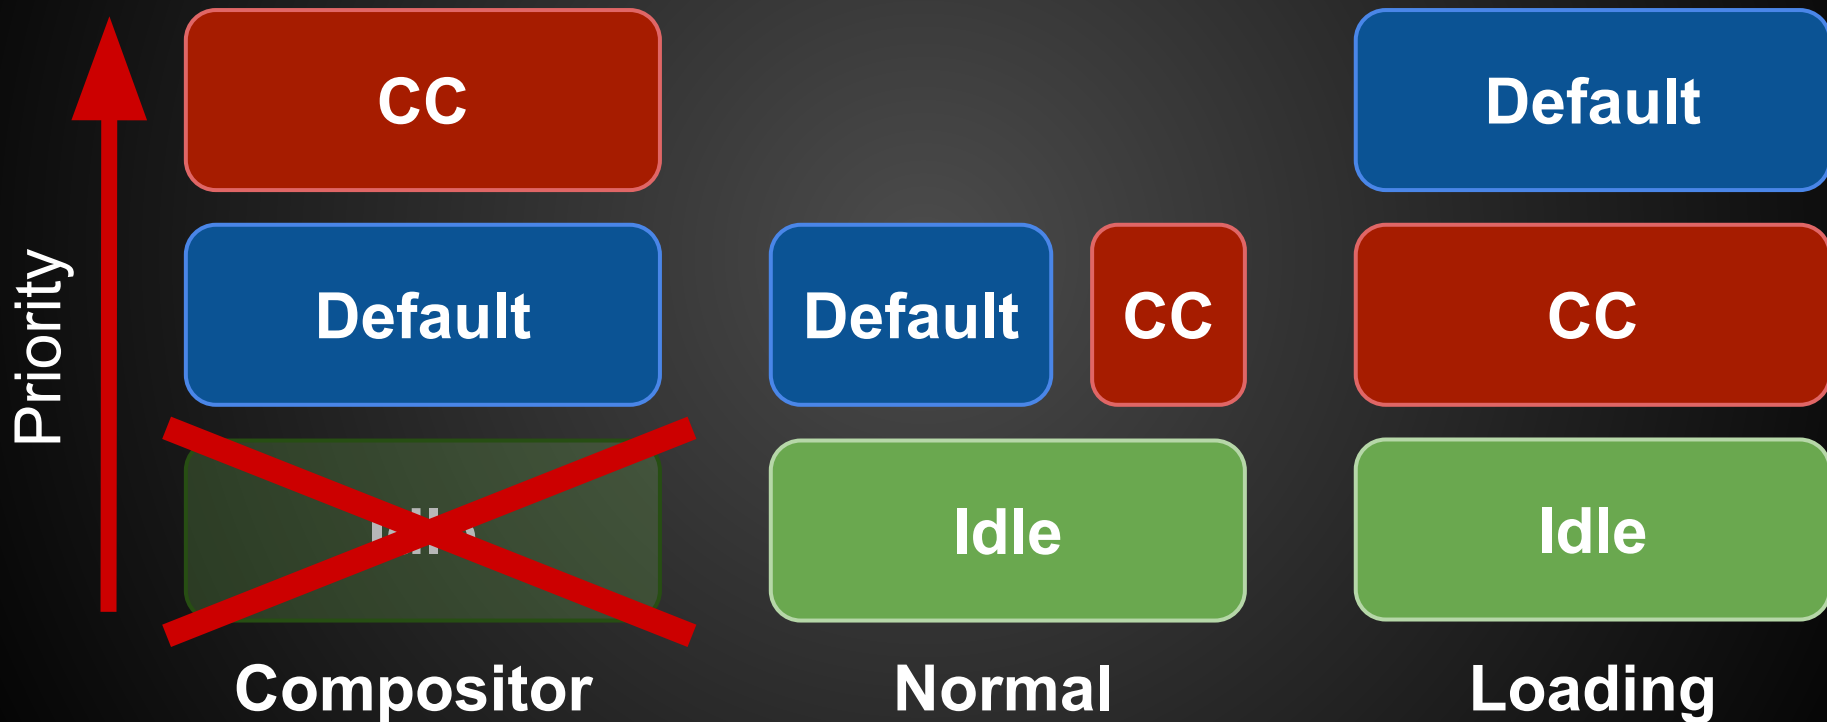 Priority
CC
Default
Compositor
Default
CC
Idle
Normal
Default
CC
Idle
Loading